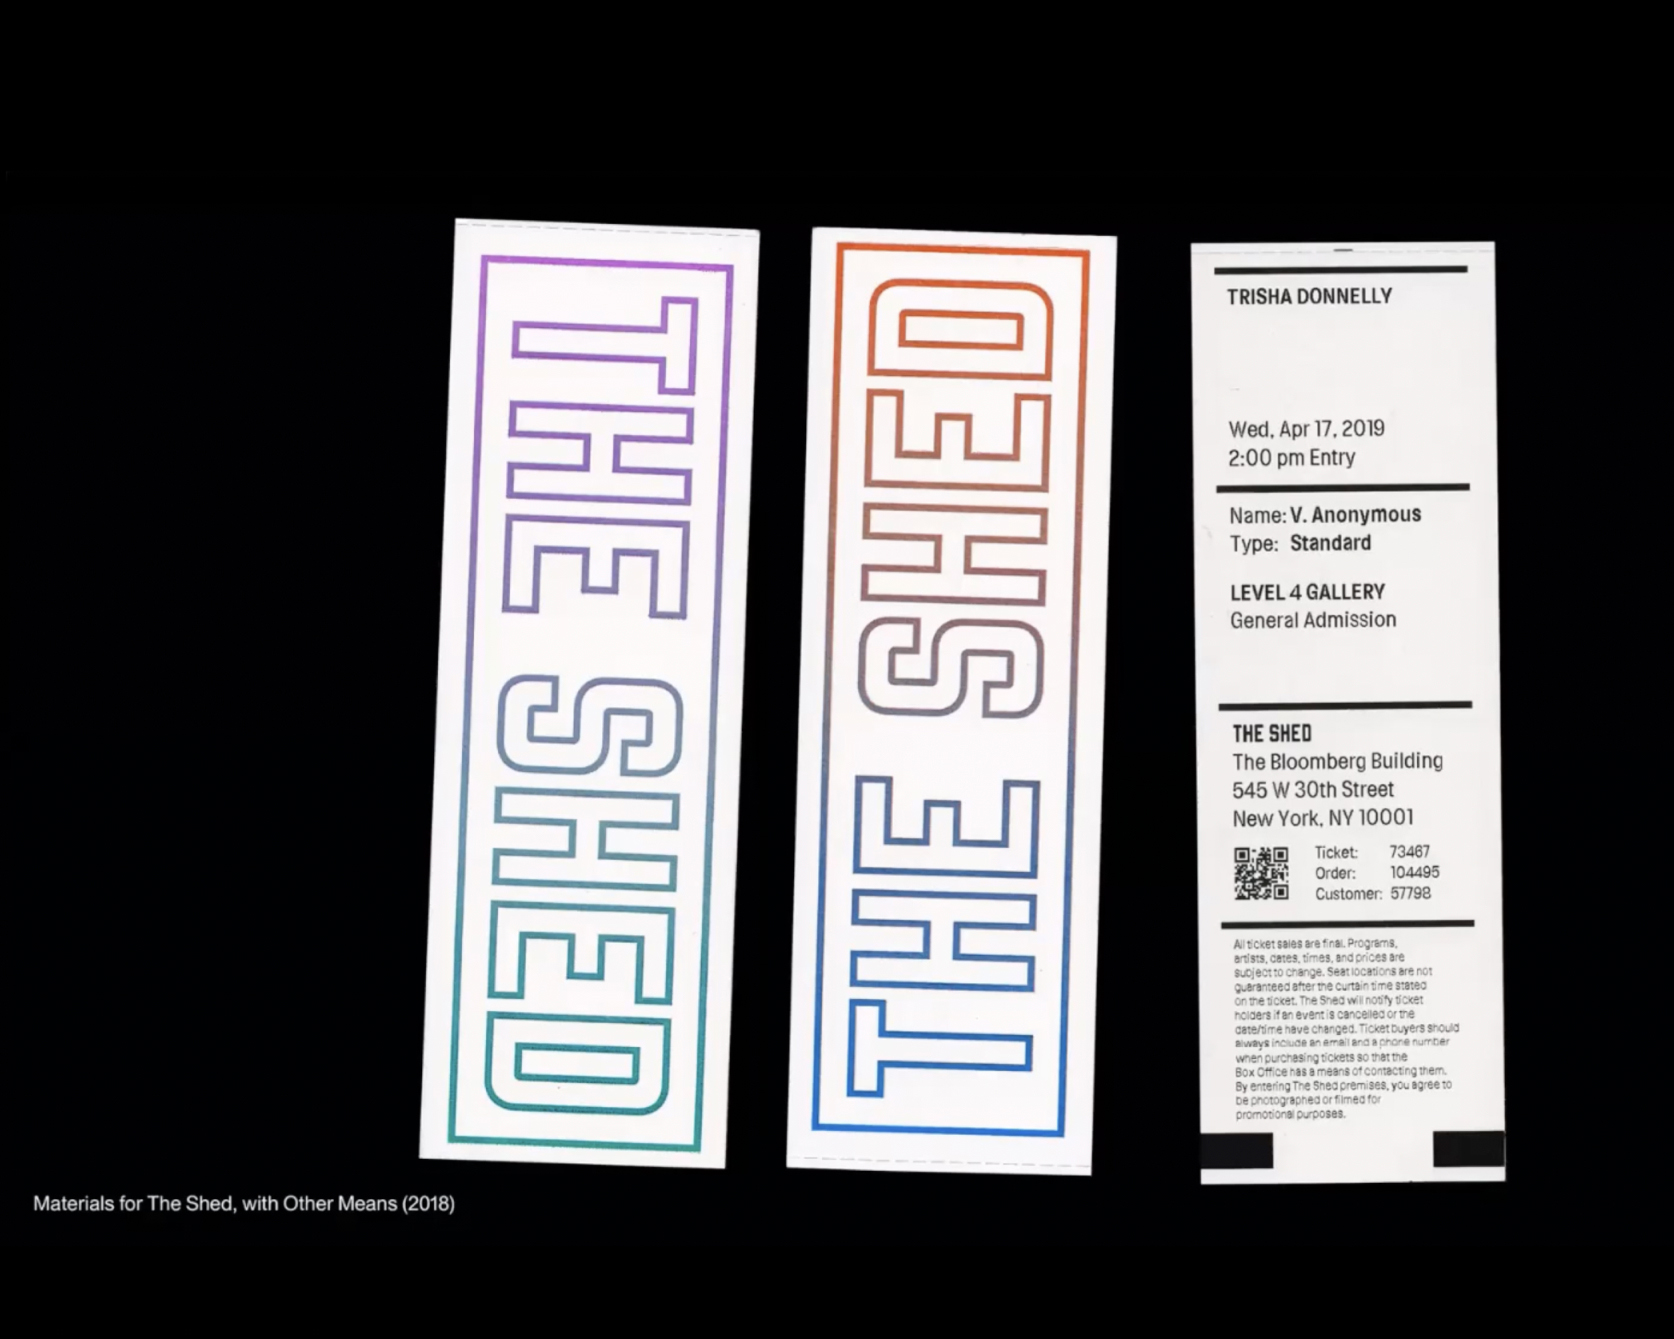 THE SHED
THE SHED
TRISHA DONNELLY
Wed, Apr 17, 2019
2:00 pm Entry
Name: V. Anonymous
Type: Standard
LEVEL 4 GALLERY
General Admission
THE SHED
The Bloomberg Building
545 W 30th Street
New York, NY 10001
Ticket: 73467
Order: 104495
Customer: 57798
All ticket sales are final. Programs,
artists, dates, times, and prices are
subject to change. Seat locations are not
guaranteed after the curtain time stated
on the ticket. The Shed will notify ticket
holders if an event is cancelled or the
date/time have changed. Ticket buyers should
always include an email and a phone number
when purchasing tickets so that the
Box Office has a means of contacting them.
By entering The Shed premises, you agree to
be photographed or filmed for
promotional purposes.
Materials for The Shed, with Other Means (2018)